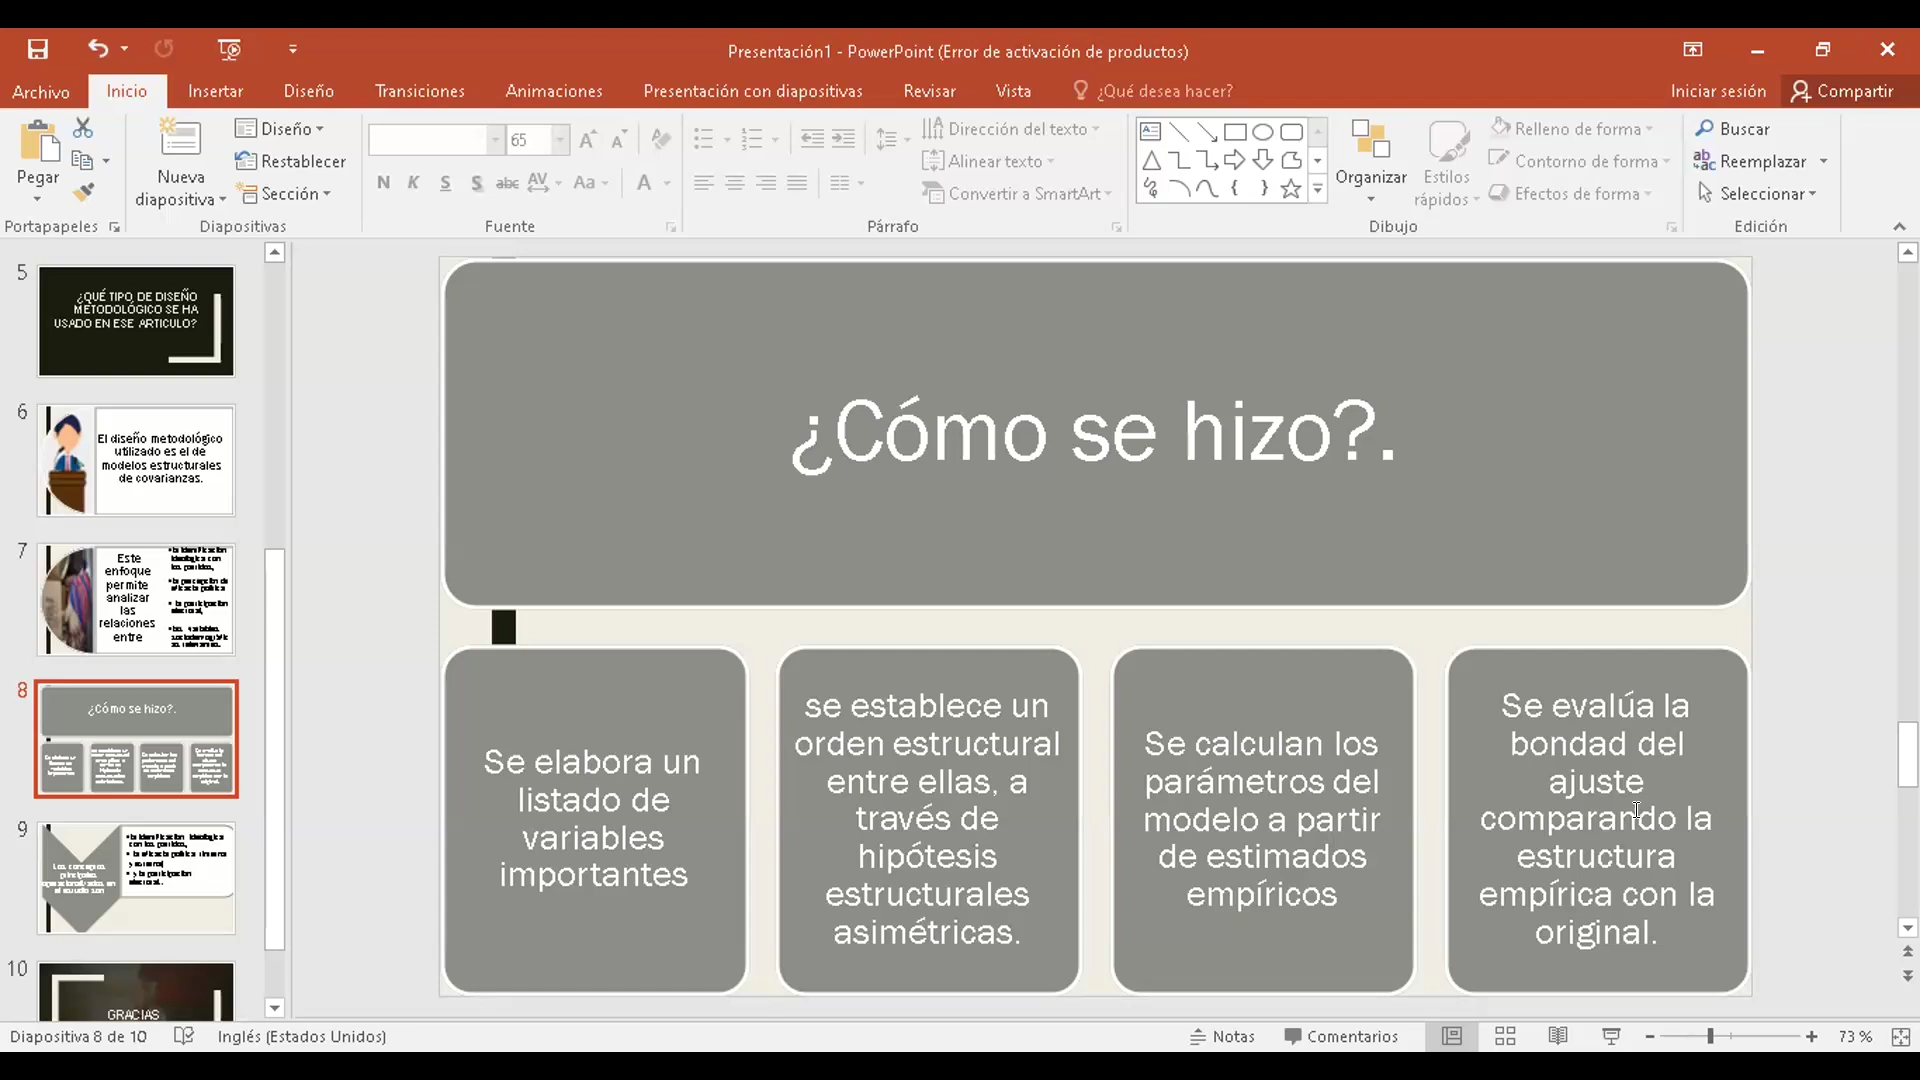 Presentación1 - PowerPoint (Error de activación de productos)
Archivo
Inicio
Insertar
Diseño
Transiciones
Animaciones
Presentación con diapositivas
Revisar
Vista
¿Qué desea hacer?
Iniciar sesión
Compartir
Pegar
Portapapeles
Nueva
diapositiva
Diseño
Restablecer
Sección
Diapositivas
65
N K S S abc AV Aa A
Fuente
Dirección del texto
Alinear texto
Convertir a SmartArt
Párrafo
Organizar
Estilos
rápidos
Relleno de forma
Contorno de forma
Efectos de forma
Dibujo
Buscar
Reemplazar
Seleccionar
Edición
5
¿QUÉ TIPO DE DISEÑO
METODOLÓGICO SE HA
USADO EN ESE ARTICULO?
6
El diseño metodológico
utilizado es el de
modelos estructurales
de covarianzas.
7
Este
enfoque
permite
analizar
las
relaciones
entre
8
¿Cómo se hizo?.
9
10
GRACIAS
¿Cómo se hizo?.
Se elabora un
listado de
variables
importantes
se establece un
orden estructural
entre ellas, a
través de
hipótesis
estructurales
asimétricas.
Se calculan los
parámetros del
modelo a partir
de estimados
empíricos
Se evalúa la
bondad del
ajuste
comparando la
estructura
empírica con la
original.
Diapositiva 8 de 10
Inglés (Estados Unidos)
Notas
Comentarios
73 %